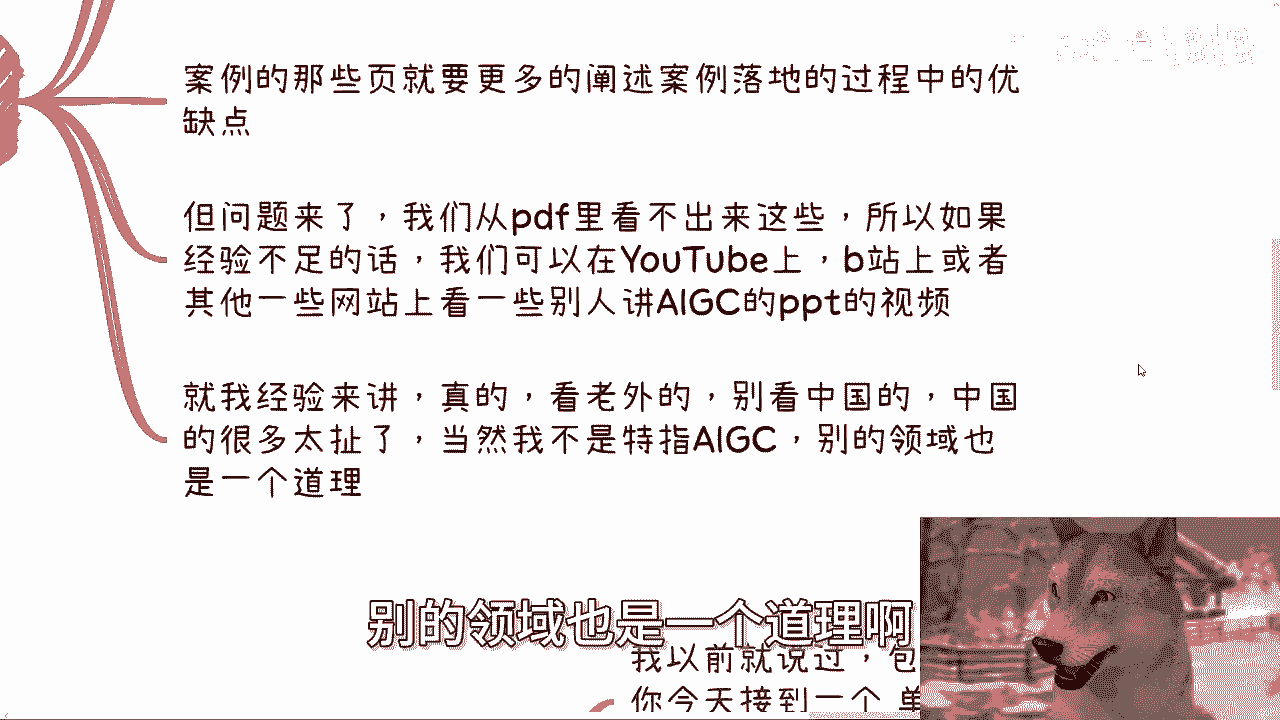 案例的那些页就要更多的阐述案例落地的过程中的优
缺点
但问题来了，我们从pdf里看不出来这些，所以如果
经验不足的话，我们可以在YouTube上，b站上或者
其他一些网站上看一些别人讲AIGC的ppt的视频
就我经验来讲，真的，看老外的，别看中国的，中国
的很多太扯了，当然我不是特指AIGC，别的领域也
是一个道理
别的领域也是一个道理啊
我以前就说过，包
你今天接到一个 单